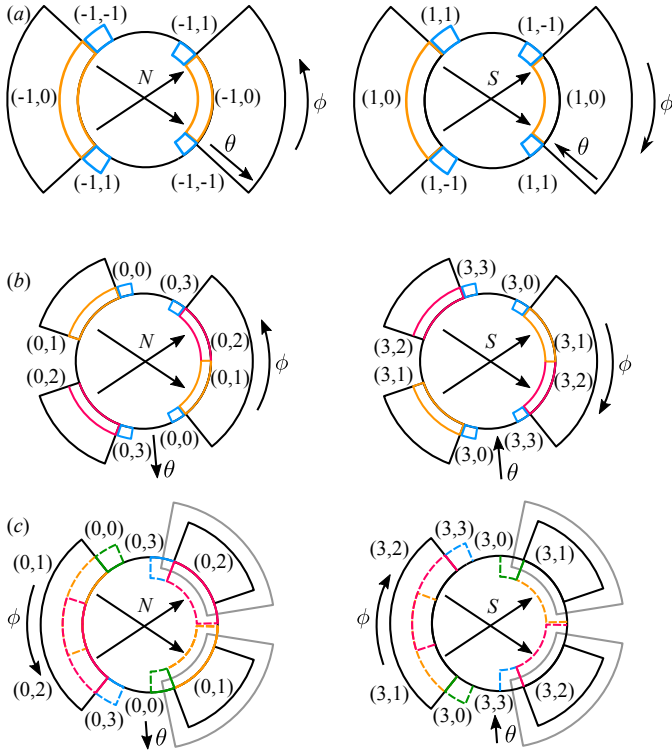 (a) (-1,-1) (-1,1) (1,1) (1,-1)
N S
(-1,0) (-1,0) ϕ (1,0) (1,0) ϕ
θ θ
(-1,1) (-1,-1) (1,-1) (1,1)
(b) (0,0) (0,3) (3,3) (3,0)
(0,1) N (0,2) (3,2) S (3,1)
ϕ ϕ
(0,2) (0,1) (3,1) (3,2)
(0,3) (0,0) (3,0) (3,3)
θ θ
(c) (0,0) (0,3) (3,3) (3,0)
(0,1) (0,2) (3,2) (3,1)
N S
ϕ ϕ
(0,2) (0,1) (3,1) (3,2)
(0,3) (0,0) (3,0) (3,3)
θ θ